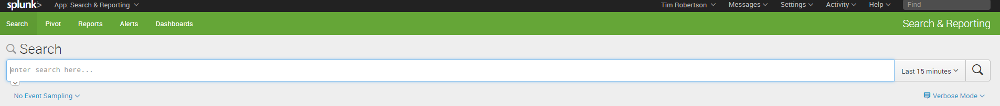 splunk> App: Search & Reporting Tim Robertson Messages Settings Activity Help Find
Search Pivot Reports Alerts Dashboards Search & Reporting
Search
enter search here... Last 15 minutes
No Event Sampling Verbose Mode